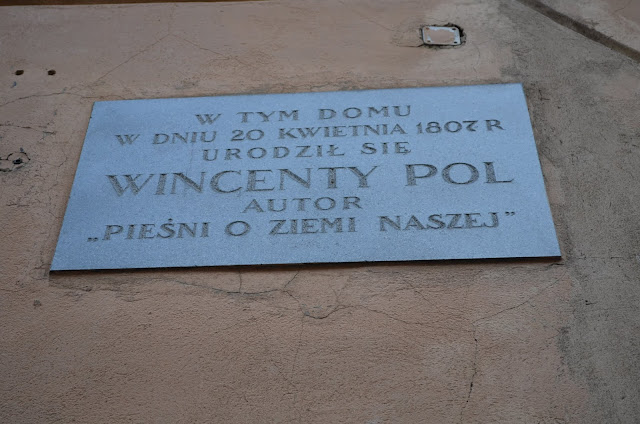 W TYM DOMU
W DNIU 20 KWIETNIA 1807 R
URODZIŁ SIĘ
WINCENTY POL
AUTOR
„PIEŚNI O ZIEMI NASZEJ”